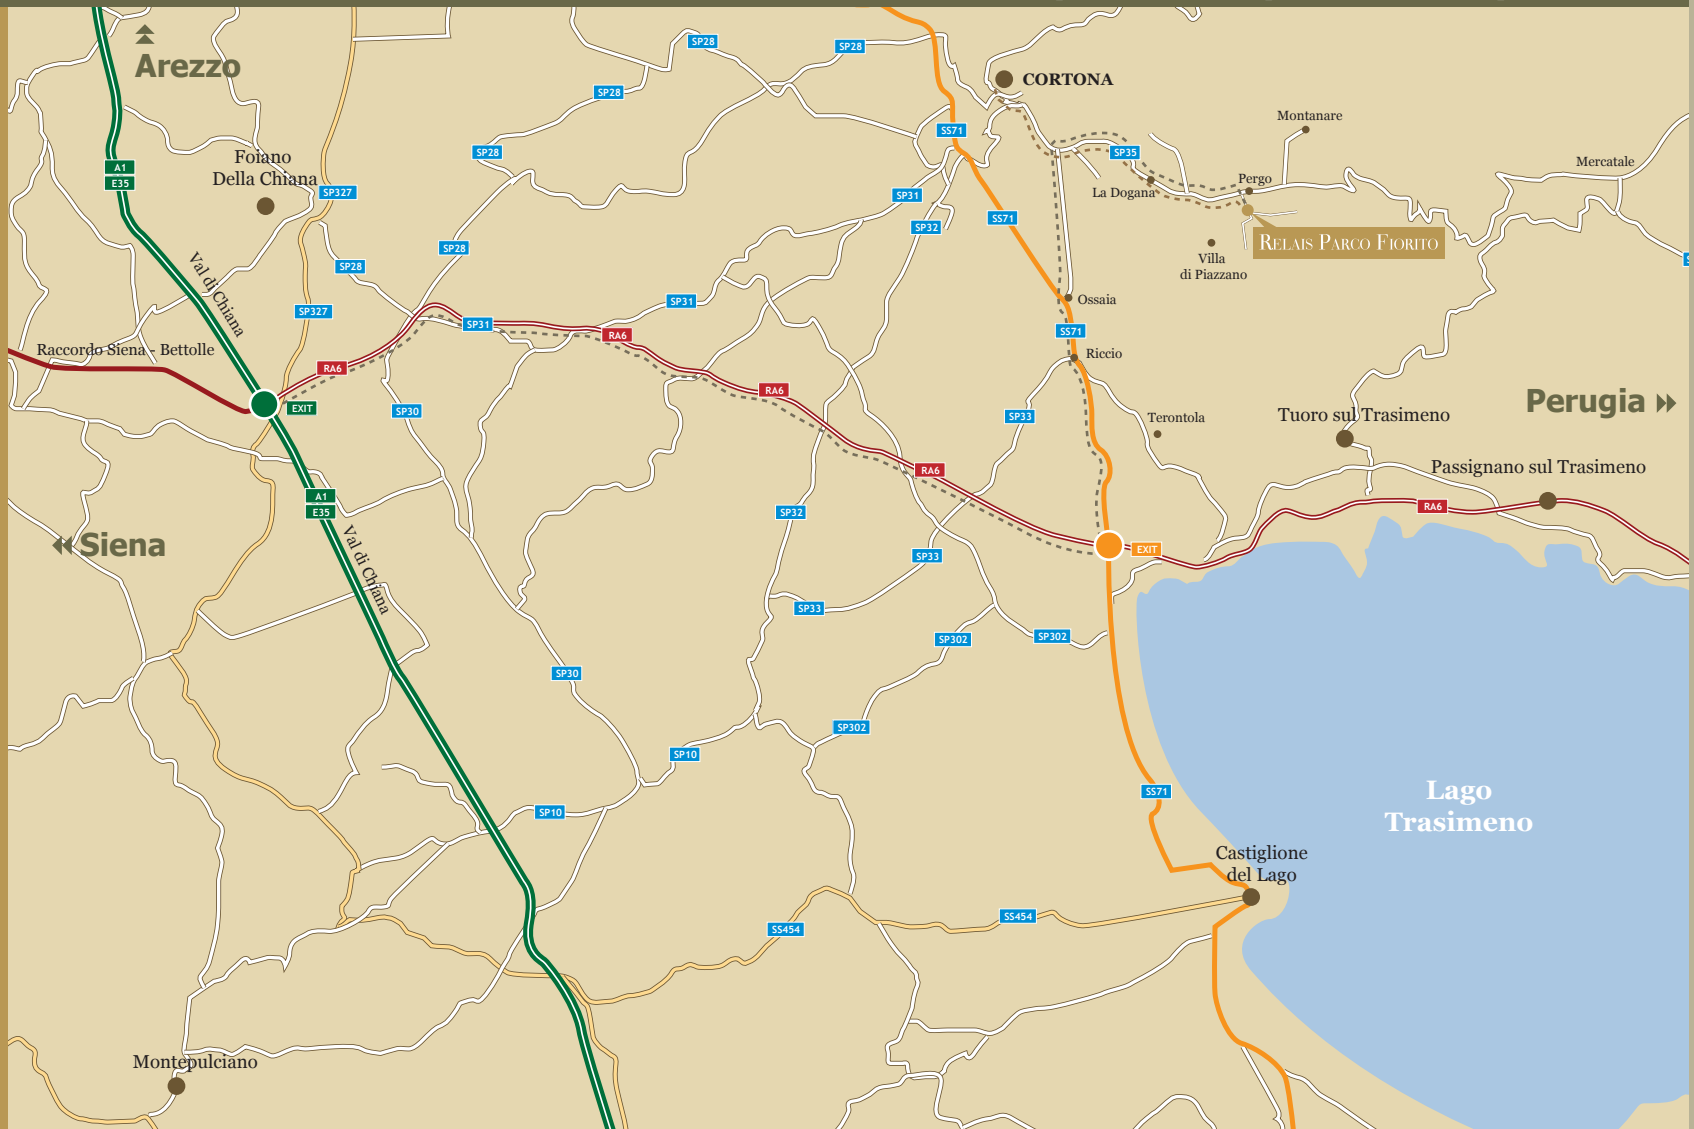 Arezzo
SP28
SP28
CORTONA
SP28
Montanare
SS71
A1
E35
Foiano
Della Chiana
SP28
SP35
Mercatale
SP327
SP31
La Dogana
Pergo
SS71
SP32
Val di Chiana
SP28
SP28
RELAIS PARCO FIORITO
Villa
di Piazzano
SP327
SP31
Ossaia
SP31
RA6
SS71
Raccordo Siena - Bettolle
RA6
Riccio
RA6
EXIT
SP30
SP33
Terontola
Tuoro sul Trasimeno
Perugia
RA6
Passignano sul Trasimeno
A1
E35
SP32
RA6
Siena
Val di Chiana
SP33
EXIT
SP33
SP302
SP302
SP30
SP302
SP10
SS71
Lago
Trasimeno
SP10
Castiglione
del Lago
SS454
SS454
Montepulciano